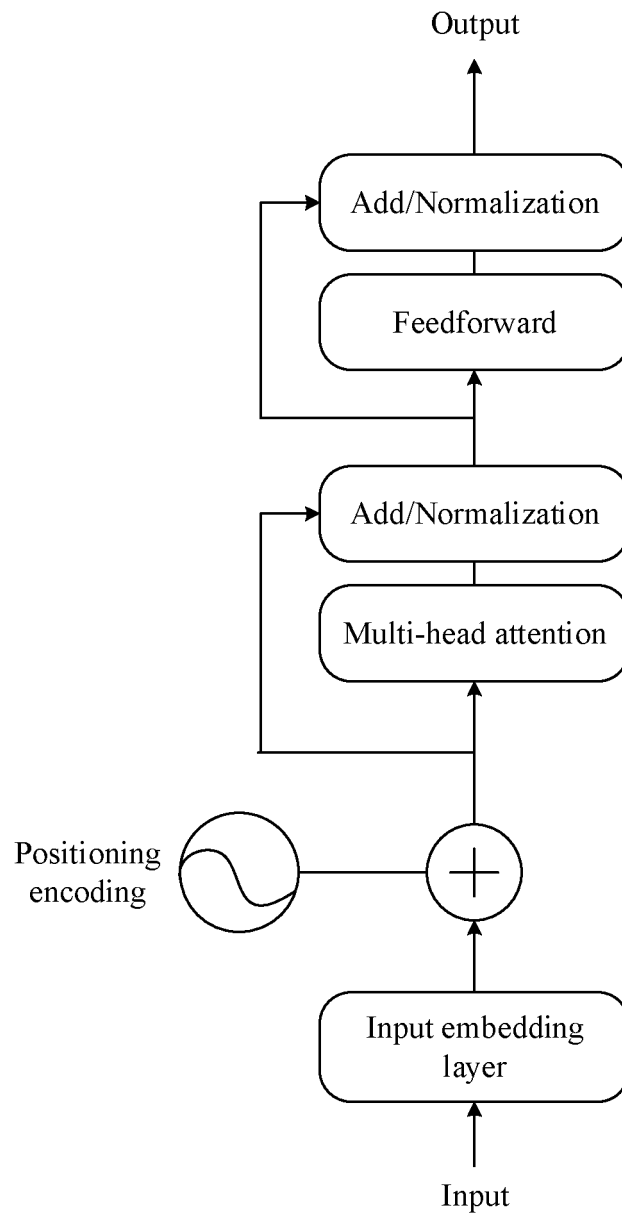 Output
Add/Normalization
Feedforward
Add/Normalization
Multi-head attention
Positioning
encoding
Input embedding
layer
Input